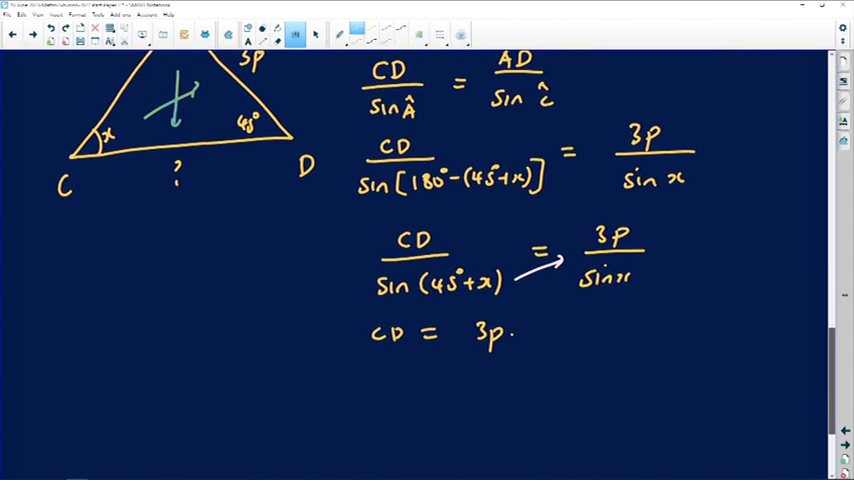 File Edit View Insert Format Tools Add-ons Account Help
3p
x
45°
C
?
D
CD/sin Â = AD/sin Ĉ
CD/sin[180°-(45°+x)] = 3p/sin x
CD/sin(45°+x) = 3p/sin x
CD = 3p.